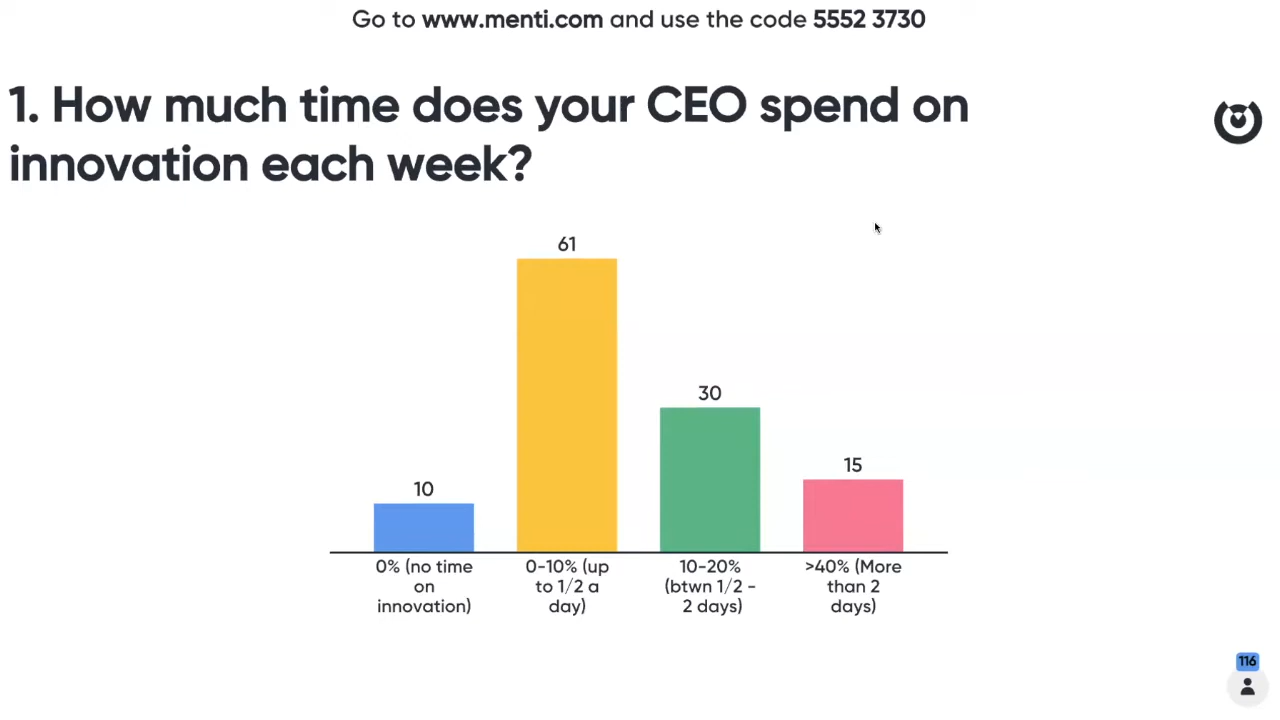 Go to www.menti.com and use the code 5552 3730
1. How much time does your CEO spend on
innovation each week?
61
30
15
10
0% (no time
on
innovation)
0-10% (up
to 1/2 a
day)
10-20%
(btwn 1/2 -
2 days)
>40% (More
than 2
days)
116